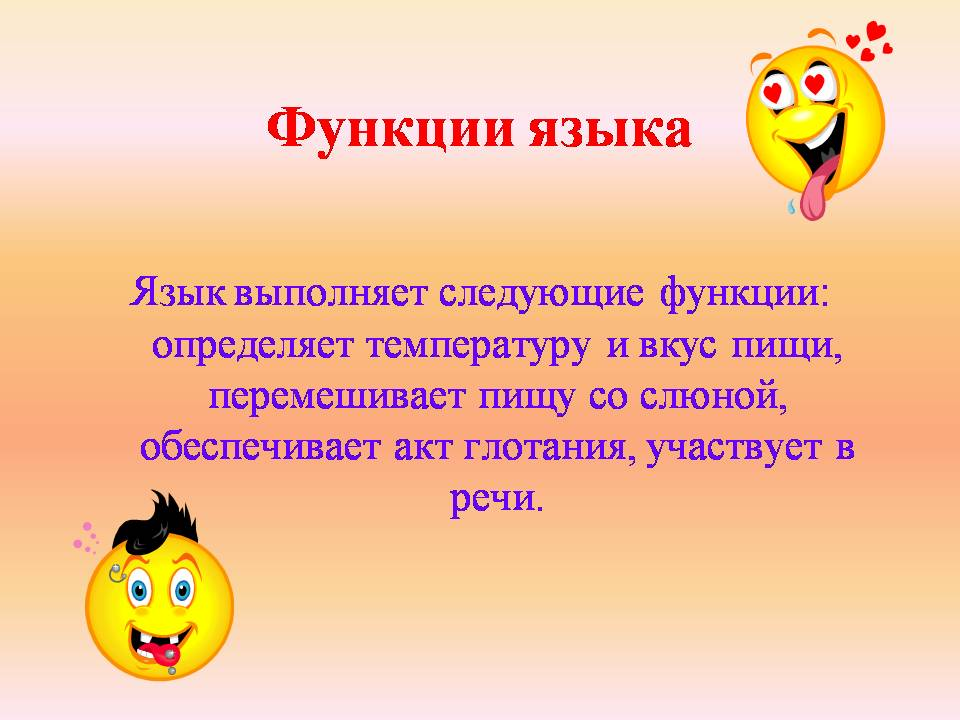 Функции языка
Язык выполняет следующие функции:
определяет температуру и вкус пищи,
перемешивает пищу со слюной,
обеспечивает акт глотания, участвует в
речи.